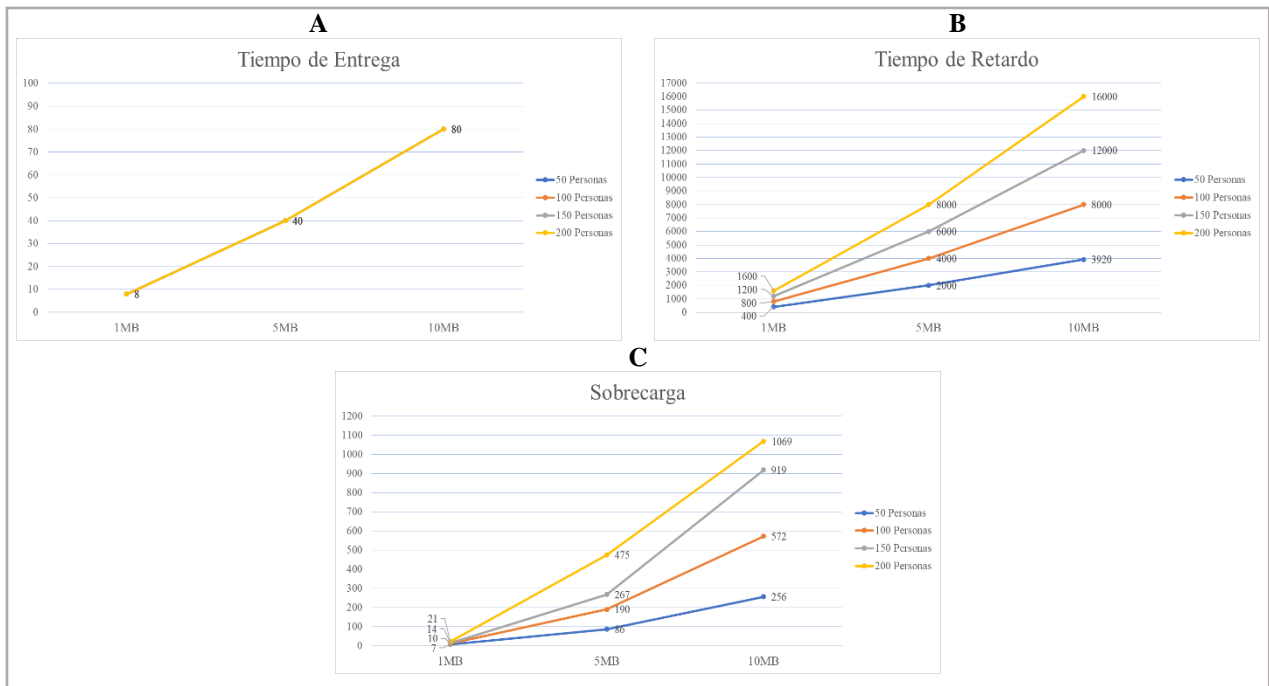 A
Tiempo de Entrega
100
90
80
70
60
50
40
30
20
10
0
8
40
80
1MB
5MB
10MB
50 Personas
100 Personas
150 Personas
200 Personas
B
Tiempo de Retardo
17000
16000
15000
14000
13000
12000
11000
10000
9000
8000
7000
6000
5000
4000
3000
2000
1000
0
1600
1200
800
400
8000
6000
4000
2000
16000
12000
8000
3920
1MB
5MB
10MB
50 Personas
100 Personas
150 Personas
200 Personas
C
Sobrecarga
1200
1100
1000
900
800
700
600
500
400
300
200
100
0
21
14
10
7
475
267
190
86
1069
919
572
256
1MB
5MB
10MB
50 Personas
100 Personas
150 Personas
200 Personas